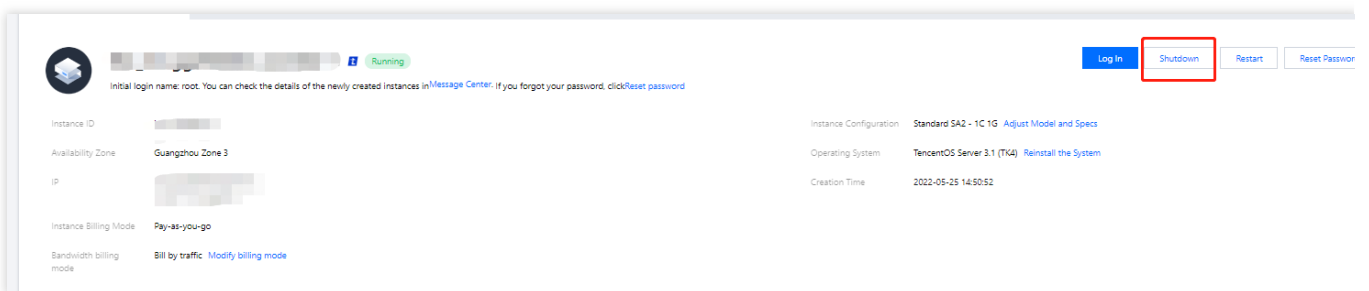 Running
Log In
Shutdown
Restart
Reset Passwor
Initial login name: root. You can check the details of the newly created instances in Message Center. If you forgot your password, click Reset password
Instance ID
Instance Configuration Standard SA2 - 1C 1G Adjust Model and Specs
Availability Zone Guangzhou Zone 3
Operating System TencentOS Server 3.1 (TK4) Reinstall the System
IP
Creation Time 2022-05-25 14:50:52
Instance Billing Mode Pay-as-you-go
Bandwidth billing
mode
Bill by traffic Modify billing mode